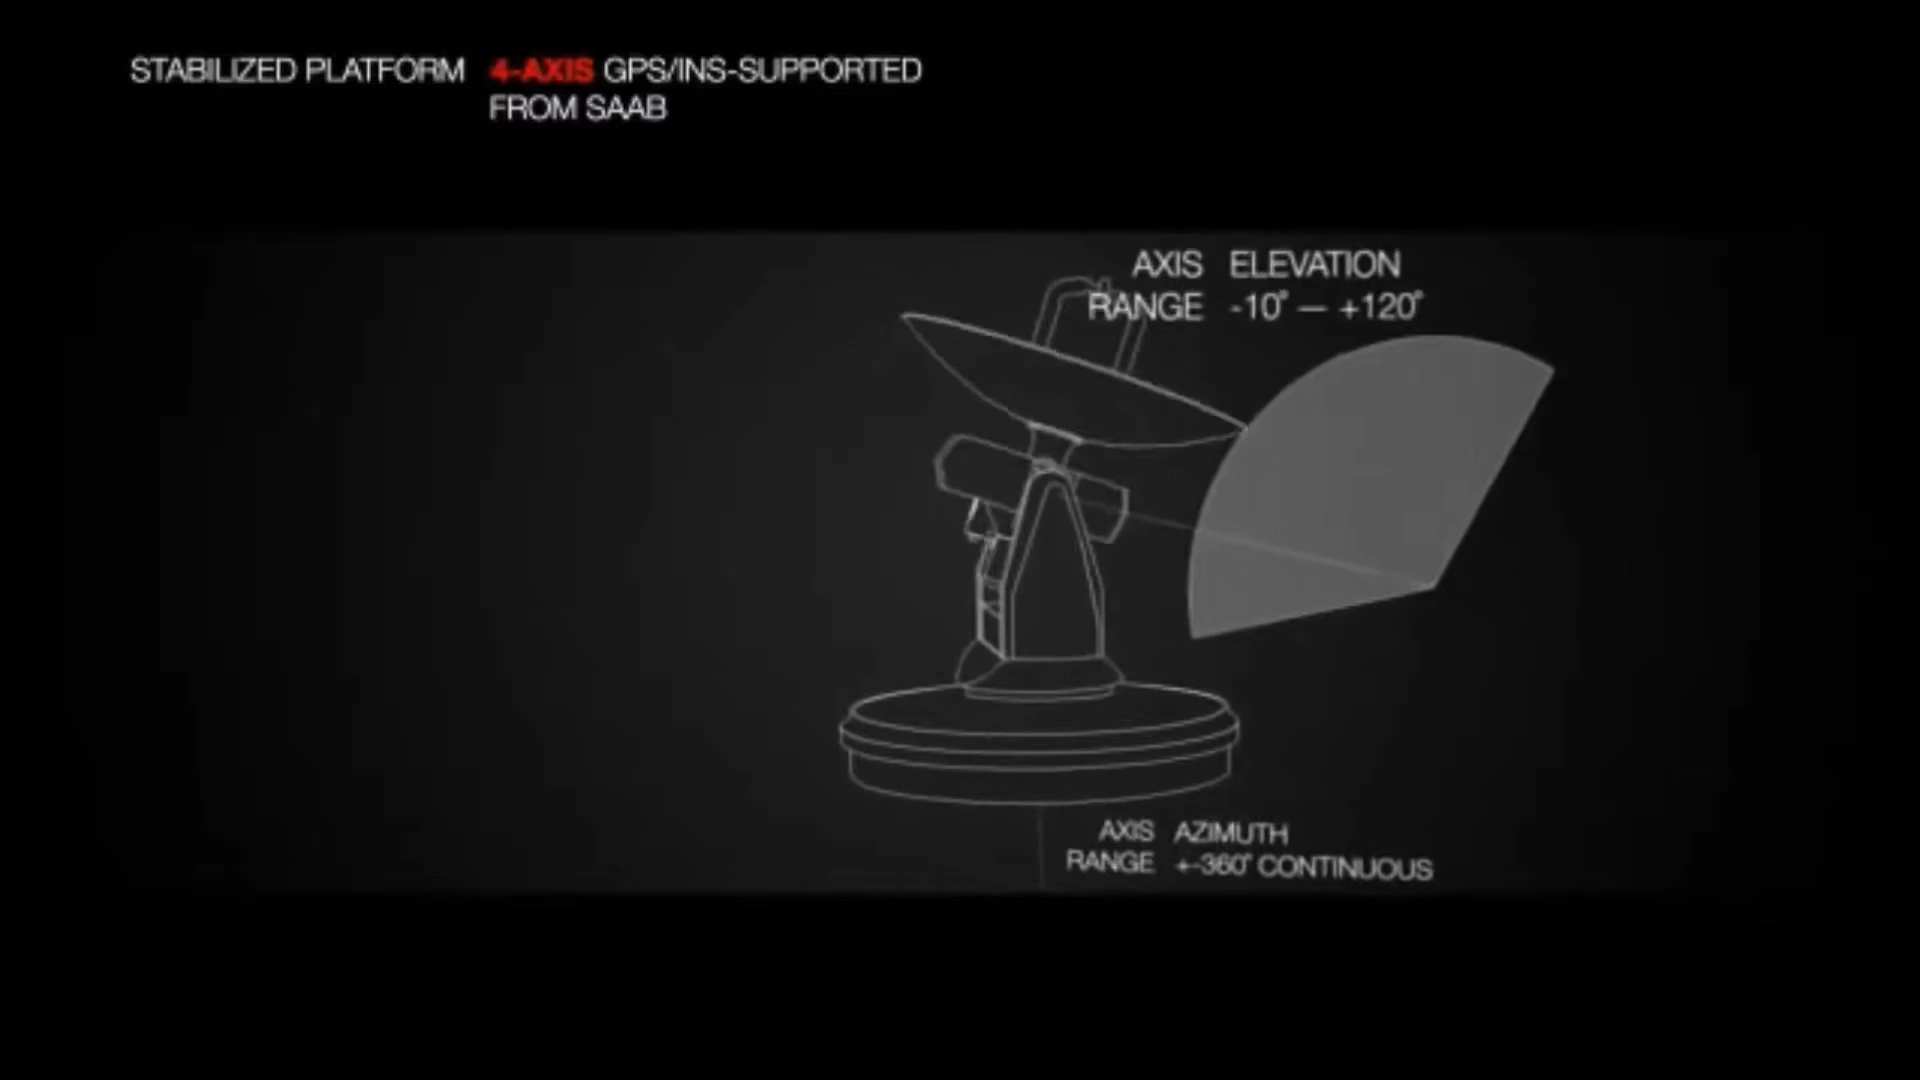 STABILIZED PLATFORM 4-AXIS GPS/INS-SUPPORTED
FROM SAAB
AXIS ELEVATION
RANGE -10° — +120°
AXIS AZIMUTH
RANGE +-360° CONTINUOUS